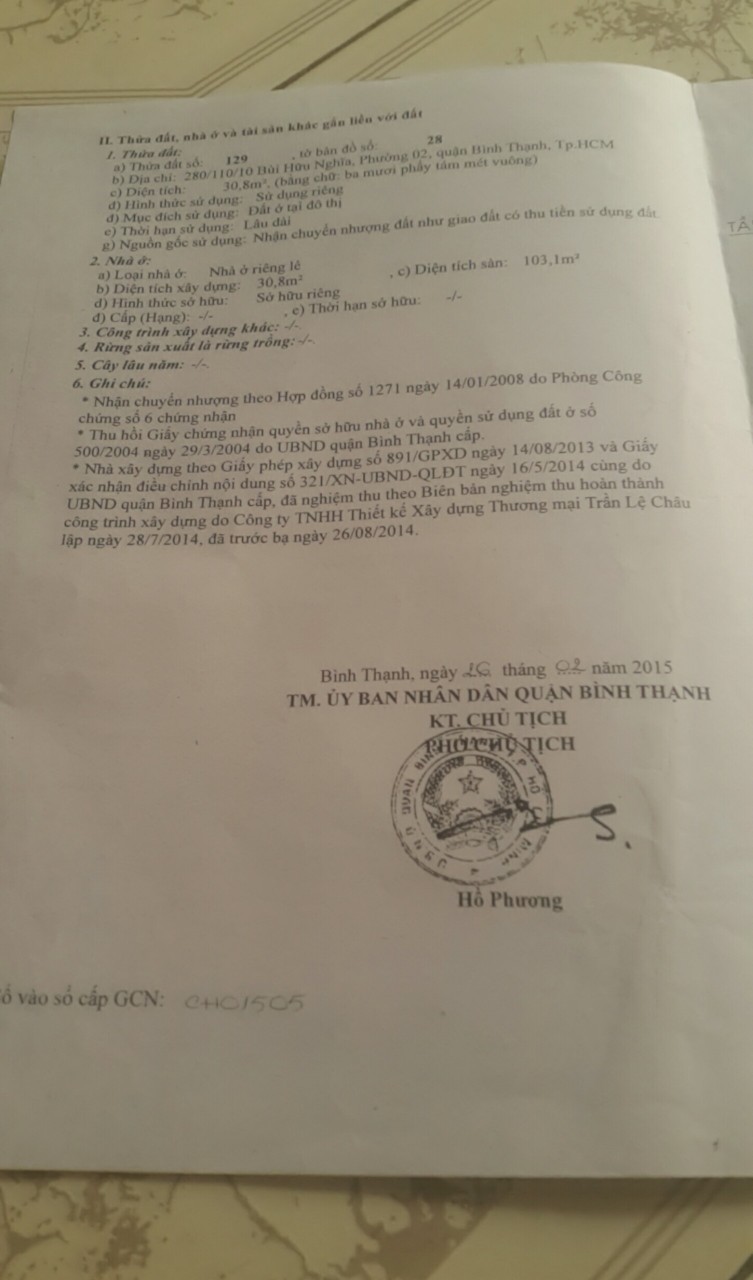 II. Thửa đất, nhà ở và tài sản khác gắn liền với đất
1. Thửa đất:
a) Thửa đất số: 129 , tờ bản đồ số: 28
b) Địa chỉ: 280/110/10 Bùi Hữu Nghĩa, Phường 02, quận Bình Thạnh, Tp.HCM
c) Diện tích: 30,8m². (bằng chữ: ba mươi phẩy tám mét vuông)
d) Hình thức sử dụng: Sử dụng riêng
đ) Mục đích sử dụng: Đất ở tại đô thị
e) Thời hạn sử dụng: Lâu dài
g) Nguồn gốc sử dụng: Nhận chuyển nhượng đất như giao đất có thu tiền sử dụng đất
2. Nhà ở:
a) Loại nhà ở: Nhà ở riêng lẻ
b) Diện tích xây dựng: 30,8m² , c) Diện tích sàn: 103,1m²
d) Hình thức sở hữu: Sở hữu riêng
đ) Cấp (Hạng): -/- , e) Thời hạn sở hữu: -/-
3. Công trình xây dựng khác: -/-
4. Rừng sản xuất là rừng trồng: -/-
5. Cây lâu năm: -/-
6. Ghi chú:
* Nhận chuyển nhượng theo Hợp đồng số 1271 ngày 14/01/2008 do Phòng Công
chứng số 6 chứng nhận
* Thu hồi Giấy chứng nhận quyền sở hữu nhà ở và quyền sử dụng đất ở số
500/2004 ngày 29/3/2004 do UBND quận Bình Thạnh cấp.
* Nhà xây dựng theo Giấy phép xây dựng số 891/GPXD ngày 14/08/2013 và Giấy
xác nhận điều chỉnh nội dung số 321/XN-UBND-QLĐT ngày 16/5/2014 cùng do
UBND quận Bình Thạnh cấp, đã nghiệm thu theo Biên bản nghiệm thu hoàn thành
công trình xây dựng do Công ty TNHH Thiết kế Xây dựng Thương mại Trần Lệ Châu
lập ngày 28/7/2014, đã trước bạ ngày 26/08/2014.
TÂ
Bình Thạnh, ngày 26 tháng 02 năm 2015
TM. ỦY BAN NHÂN DÂN QUẬN BÌNH THẠNH
KT. CHỦ TỊCH
PHÓ CHỦ TỊCH
Hồ Phương
ố vào sổ cấp GCN: CH01505